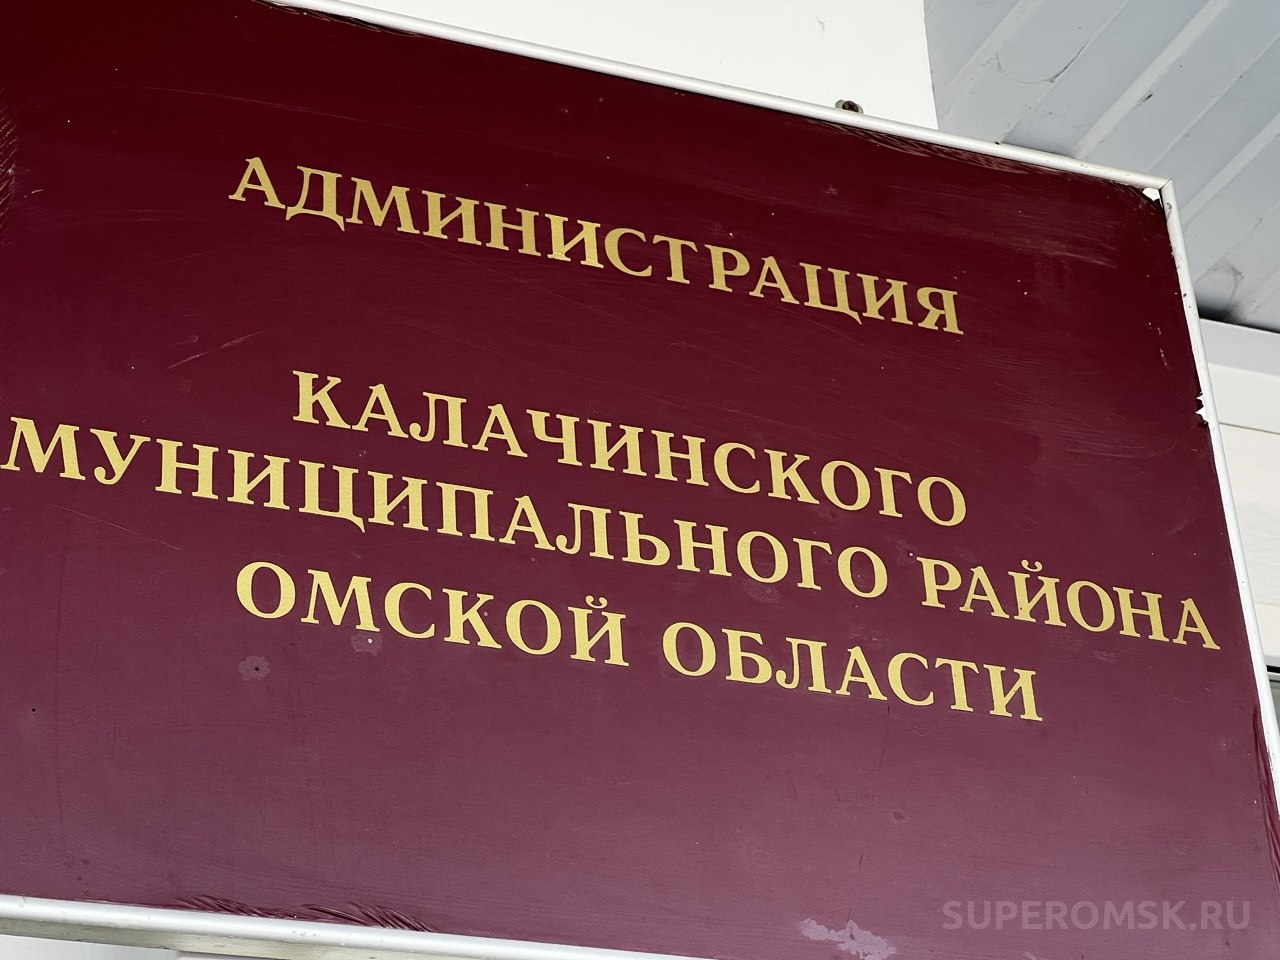 АДМИНИСТРАЦИЯ
КАЛАЧИНСКОГО
МУНИЦИПАЛЬНОГО РАЙОНА
ОМСКОЙ ОБЛАСТИ
SUPEROMSK.RU